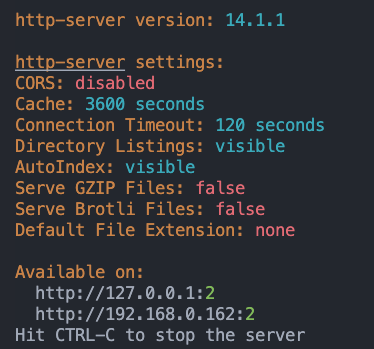 http-server version: 14.1.1
http-server settings:
CORS: disabled
Cache: 3600 seconds
Connection Timeout: 120 seconds
Directory Listings: visible
AutoIndex: visible
Serve GZIP Files: false
Serve Brotli Files: false
Default File Extension: none
Available on:
http://127.0.0.1:2
http://192.168.0.162:2
Hit CTRL-C to stop the server